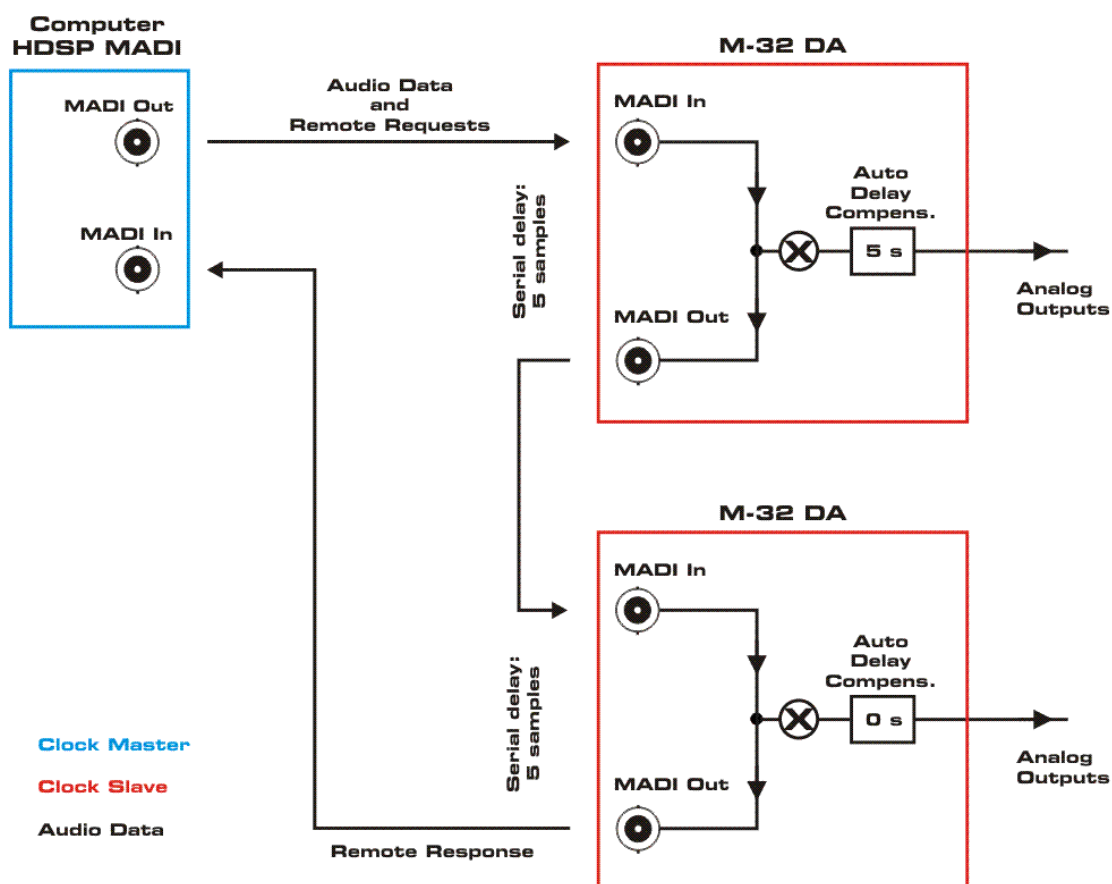 Computer
HDSP MADI
MADI Out
MADI In
Audio Data
and
Remote Requests
M-32 DA
MADI In
Serial delay:
5 samples
Auto
Delay
Compens.
5 s
Analog
Outputs
MADI Out
M-32 DA
MADI In
Serial delay:
5 samples
Auto
Delay
Compens.
0 s
Analog
Outputs
MADI Out
Clock Master
Clock Slave
Audio Data
Remote Response